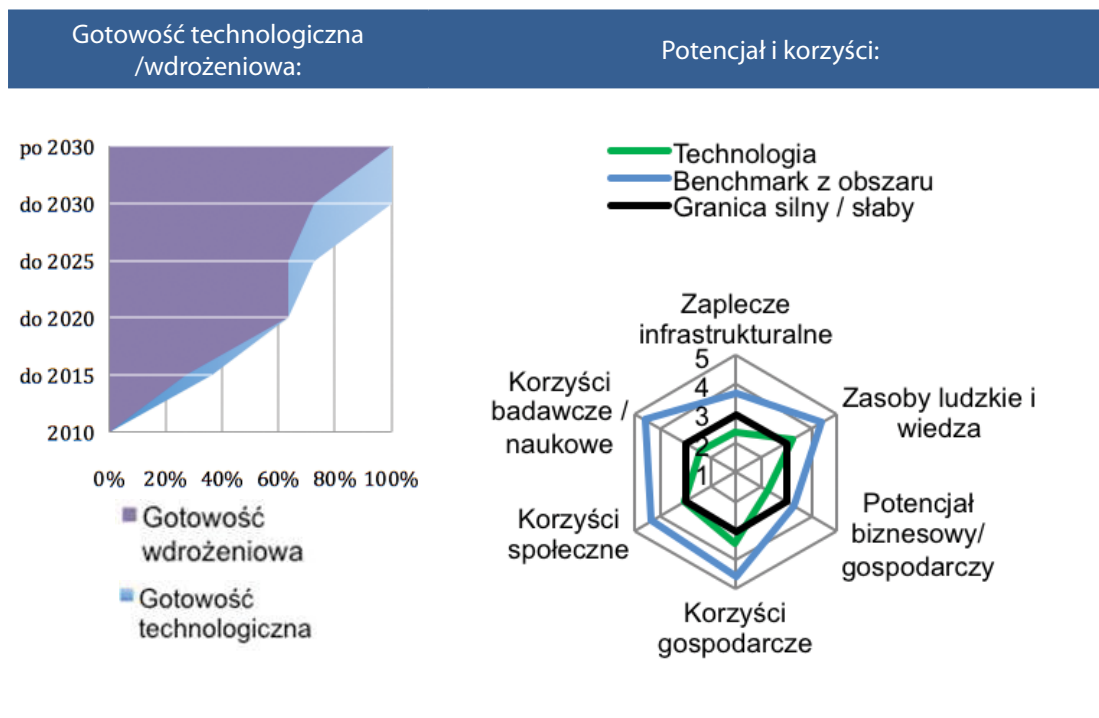 Gotowość technologiczna
/wdrożeniowa:
Potencjał i korzyści:
po 2030
do 2030
do 2025
do 2020
do 2015
2010
0% 20% 40% 60% 80% 100%
Gotowość
wdrożeniowa
Gotowość
technologiczna
Technologia
Benchmark z obszaru
Granica silny / słaby
Zaplecze
infrastrukturalne
5
4
3
2
1
Zasoby ludzkie i
wiedza
Potencjał
biznesowy/
gospodarczy
Korzyści
gospodarcze
Korzyści
społeczne
Korzyści
badawcze /
naukowe